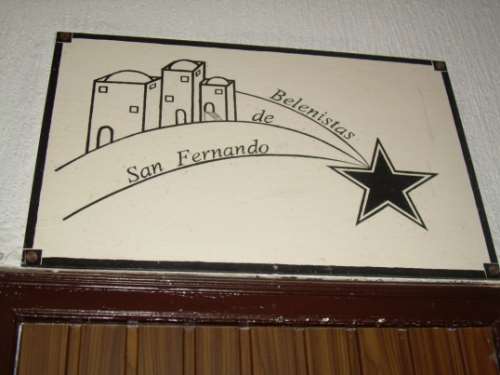 Belenistas
de
San Fernando